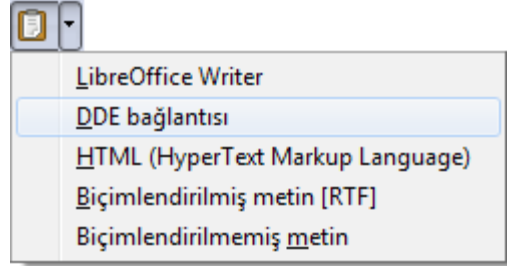 LibreOffice Writer
DDE bağlantısı
HTML (HyperText Markup Language)
Biçimlendirilmiş metin [RTF]
Biçimlendirilmemiş metin